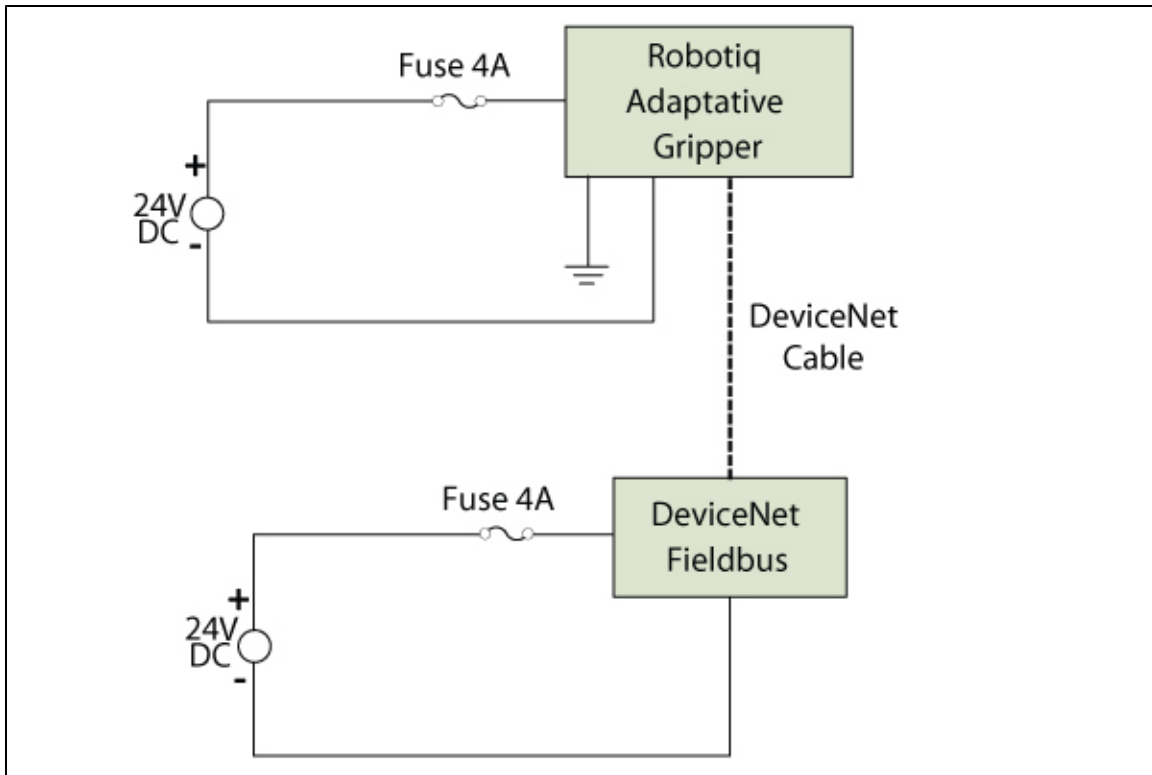 Fuse 4A
Robotiq
Adaptative
Gripper
+
24V
DC
-
DeviceNet
Cable
Fuse 4A
DeviceNet
Fieldbus
+
24V
DC
-